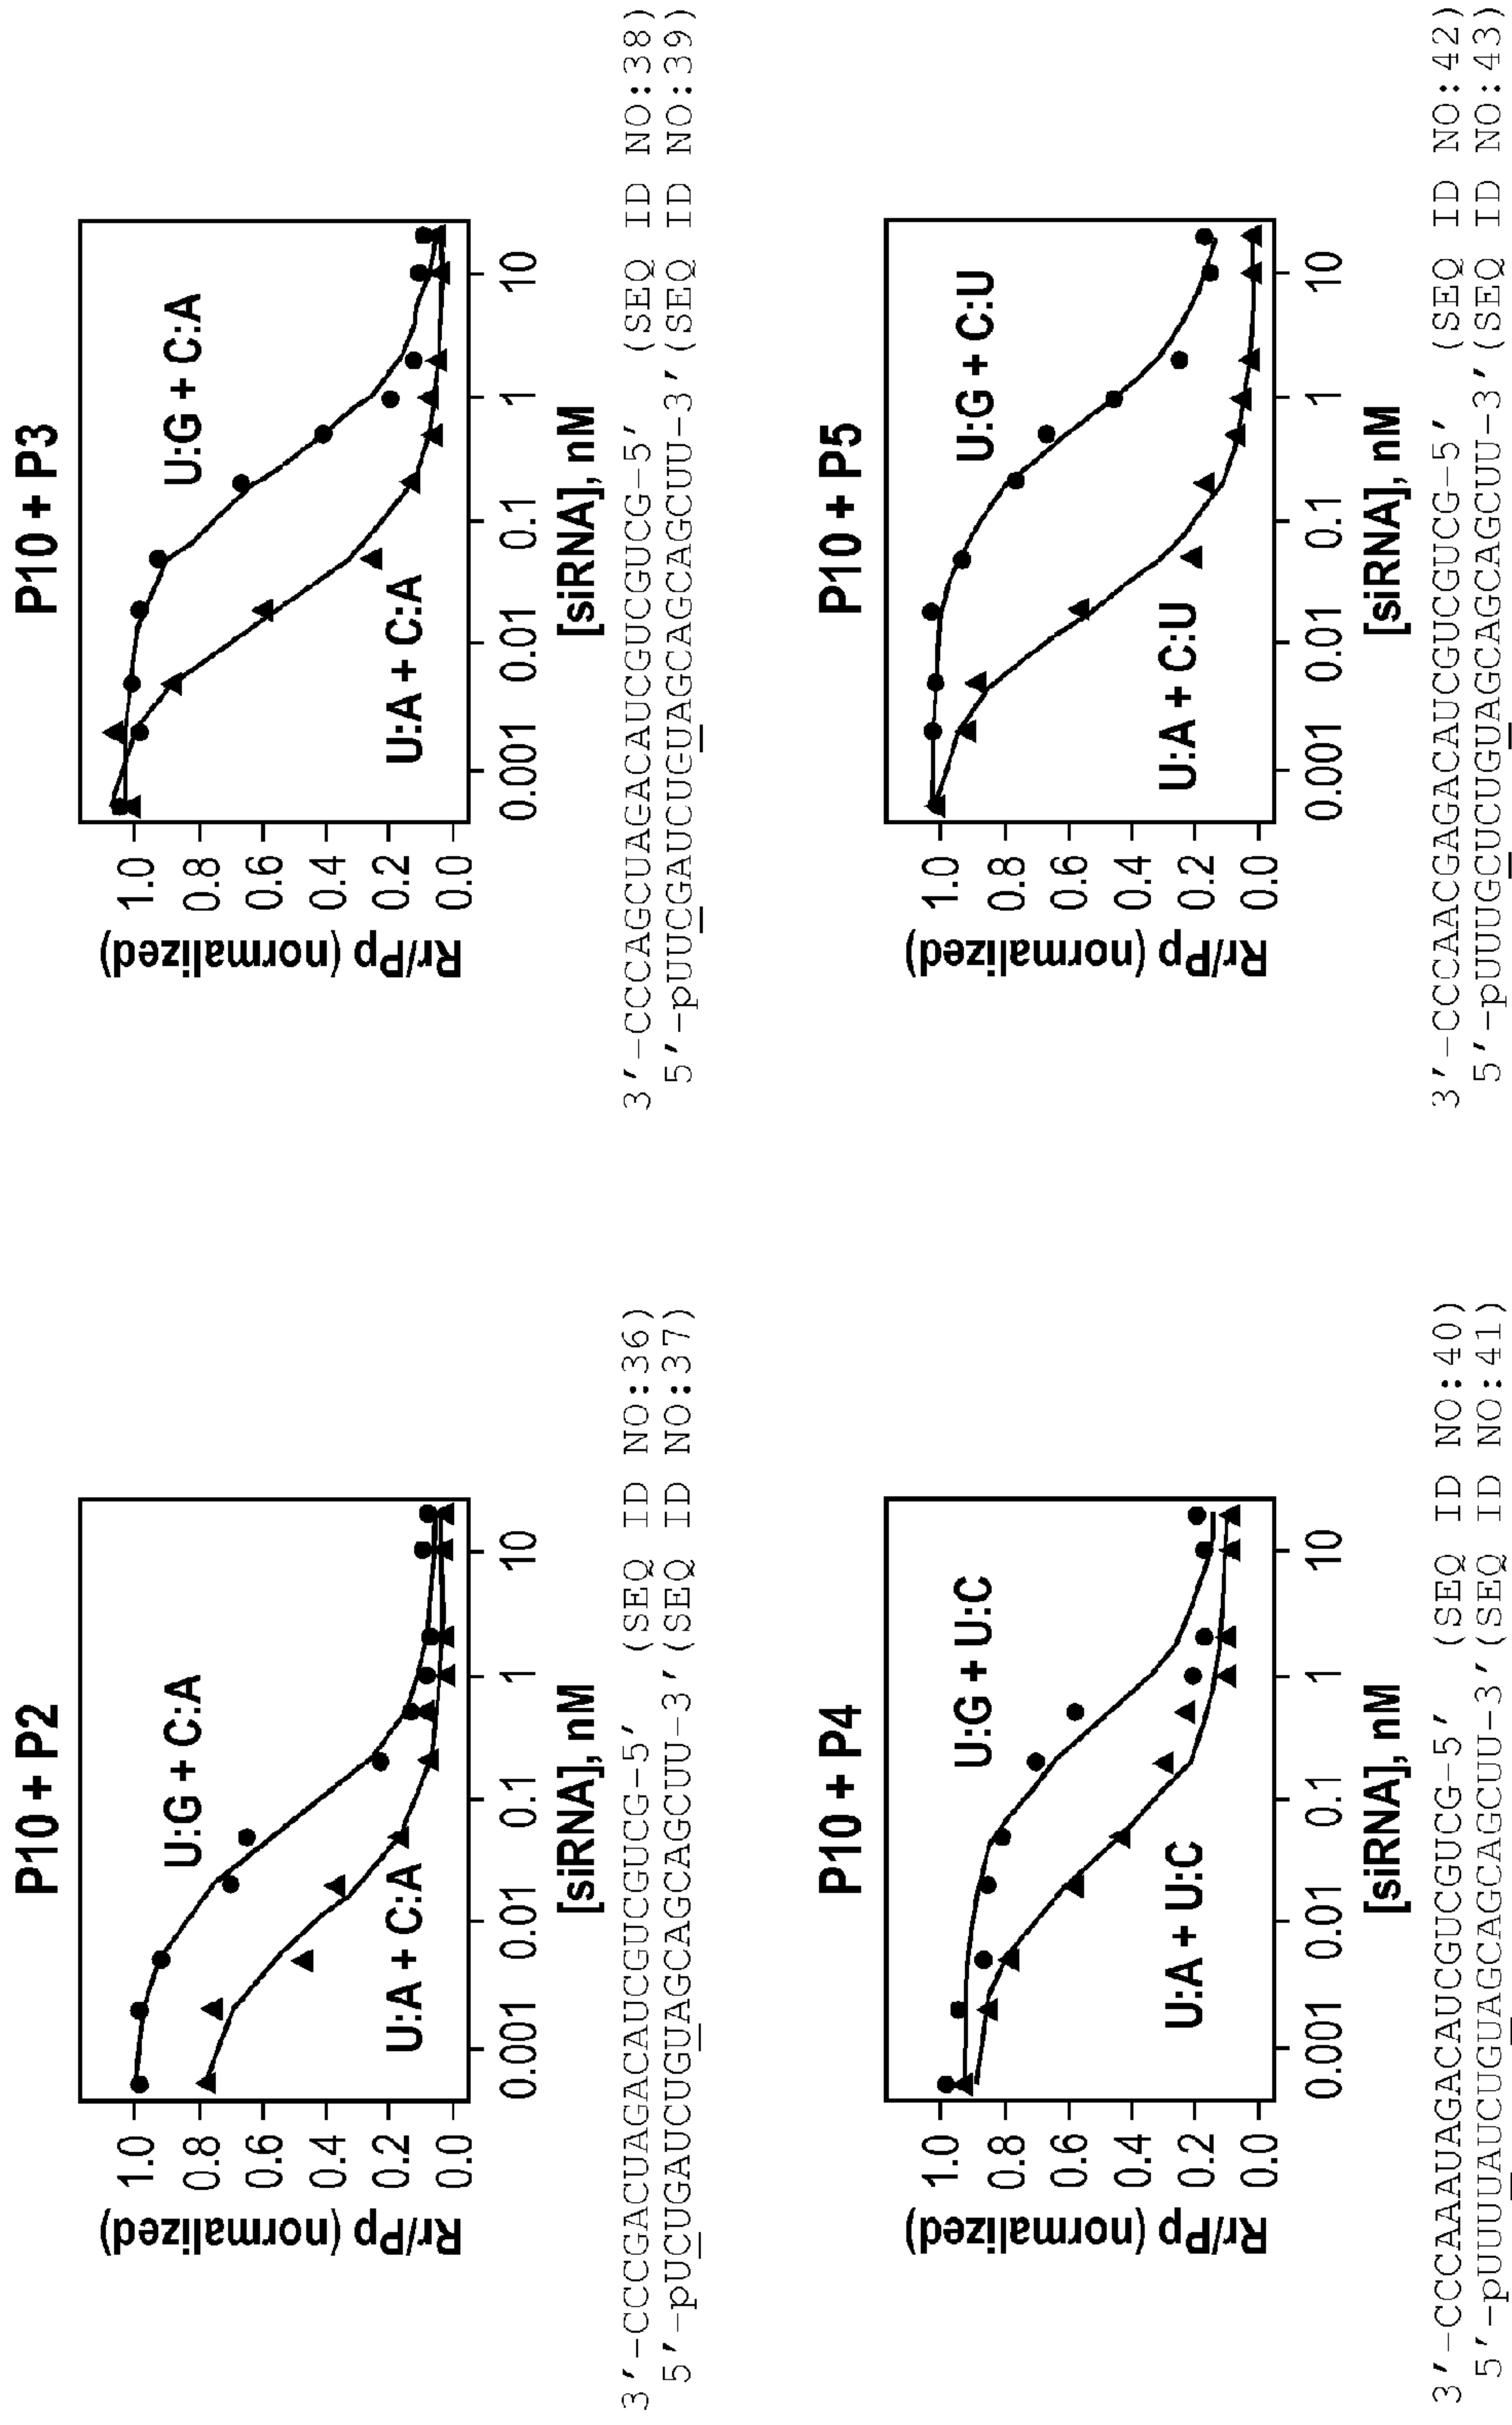 P10 + P2
Rr/Pp (normalized)
1.0
0.8
0.6
0.4
0.2
0.0
U:G + C:A
U:A + C:A
0.001 0.01 0.1 1 10
[siRNA], nM
3′-CCCGACUAGACAUCGUCGUCG-5′ (SEQ ID NO:36)
5′-pUCUGAUCUGUAGCAGCAGCUU-3′(SEQ ID NO:37)
P10 + P3
Rr/Pp (normalized)
1.0
0.8
0.6
0.4
0.2
0.0
U:G + C:A
U:A + C:A
0.001 0.01 0.1 1 10
[siRNA], nM
3′-CCCAGCUAGACAUCGUCGUCG-5′ (SEQ ID NO:38)
5′-pUUCGAUCUGUAGCAGCAGCUU-3′(SEQ ID NO:39)
P10 + P4
Rr/Pp (normalized)
1.0
0.8
0.6
0.4
0.2
0.0
U:G + U:C
U:A + U:C
0.001 0.01 0.1 1 10
[siRNA], nM
3′-CCCAAAUAGACAUCGUCGUCG-5′ (SEQ ID NO:40)
5′-pUUUUAUCUGUAGCAGCAGCUU-3′(SEQ ID NO:41)
P10 + P5
Rr/Pp (normalized)
1.0
0.8
0.6
0.4
0.2
0.0
U:G + C:U
U:A + C:U
0.001 0.01 0.1 1 10
[siRNA], nM
3′-CCCAACGAGACAUCGUCGUCG-5′ (SEQ ID NO:42)
5′-pUUUGCUCUGUAGCAGCAGCUU-3′(SEQ ID NO:43)